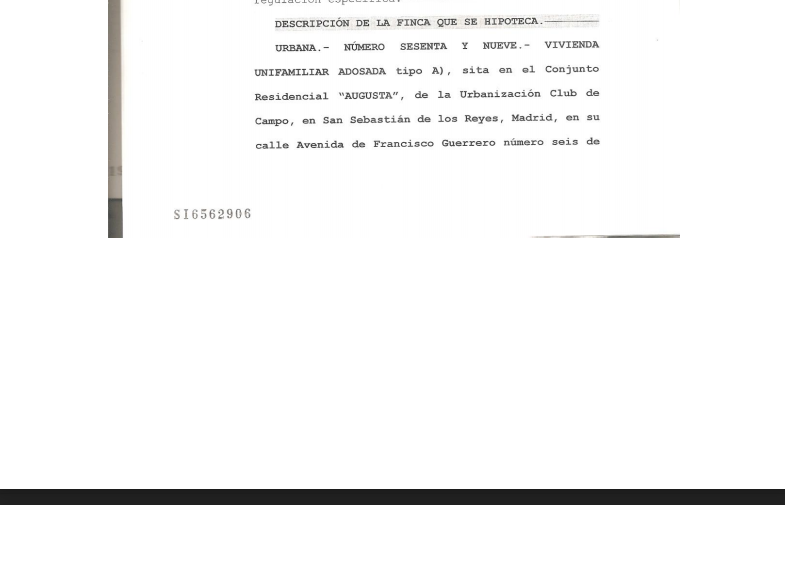 regulación específica.
DESCRIPCIÓN DE LA FINCA QUE SE HIPOTECA.
URBANA.- NÚMERO SESENTA Y NUEVE.- VIVIENDA
UNIFAMILIAR ADOSADA tipo A), sita en el Conjunto
Residencial "AUGUSTA", de la Urbanización Club de
Campo, en San Sebastián de los Reyes, Madrid, en su
calle Avenida de Francisco Guerrero número seis de
SI6562906